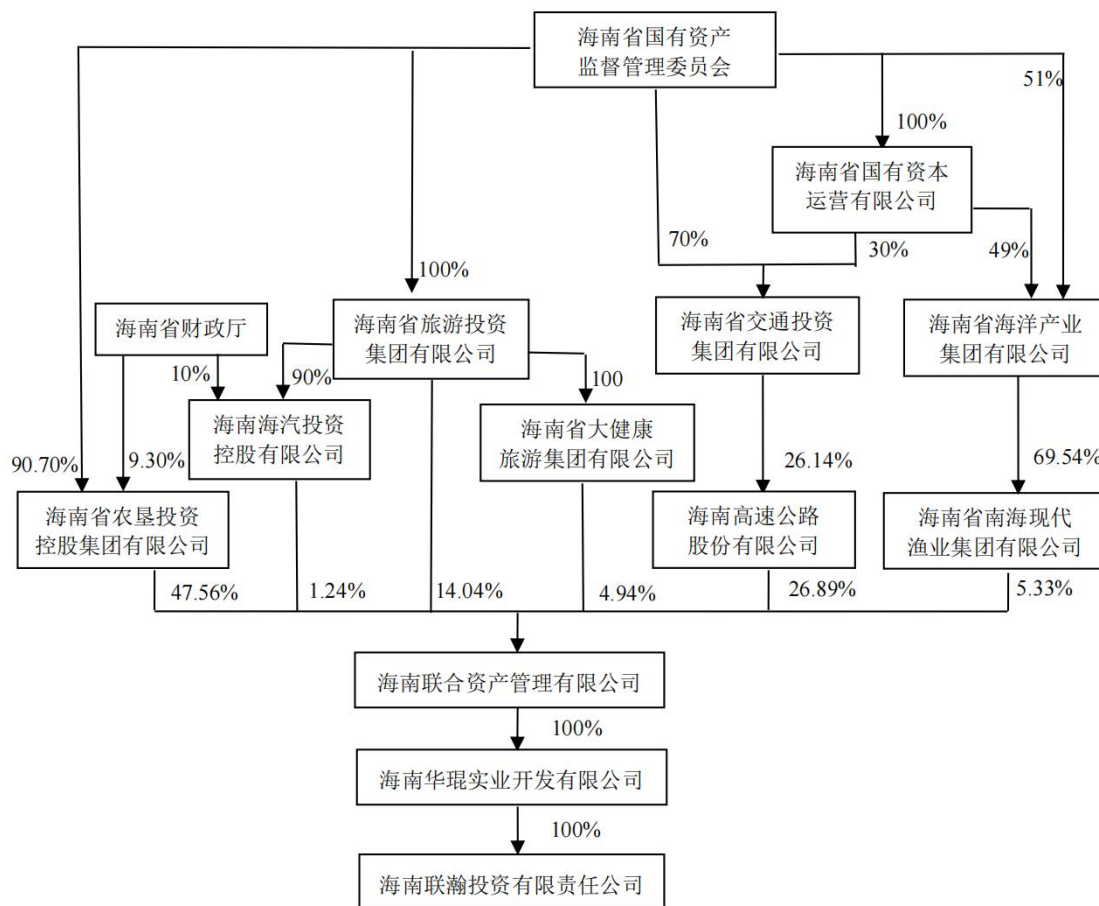 海南省国有资产
监督管理委员会
51%
100%
海南省国有资本
运营有限公司
70%
30%
49%
100%
海南省财政厅
海南省旅游投资
集团有限公司
海南省交通投资
集团有限公司
海南省海洋产业
集团有限公司
10%
90%
100
海南海汽投资
控股有限公司
海南省大健康
旅游集团有限公司
90.70%
9.30%
26.14%
69.54%
海南省农垦投资
控股集团有限公司
海南高速公路
股份有限公司
海南省南海现代
渔业集团有限公司
47.56%
1.24%
14.04%
4.94%
26.89%
5.33%
海南联合资产管理有限公司
100%
海南华琨实业开发有限公司
100%
海南联瀚投资有限责任公司